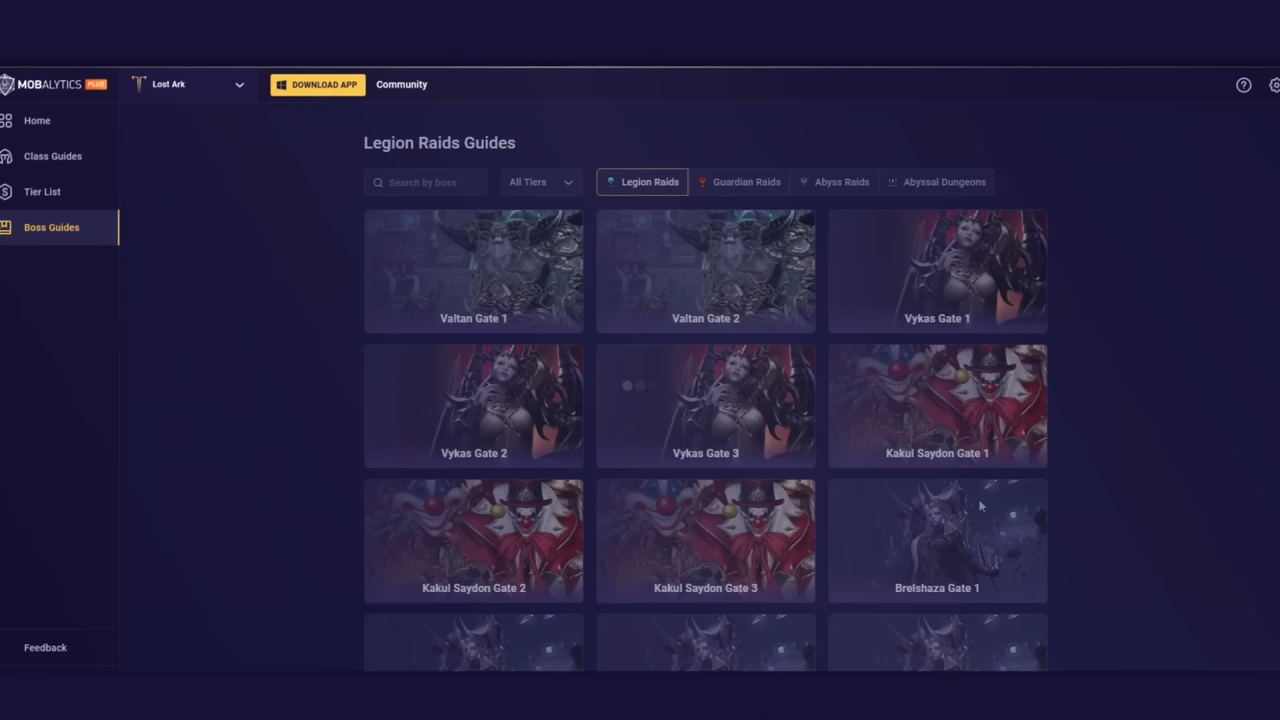 MOBALYTICS PLUS
Lost Ark
DOWNLOAD APP
Community
Home
Class Guides
Tier List
Boss Guides
Feedback
Legion Raids Guides
Search by boss
All Tiers
Legion Raids
Guardian Raids
Abyss Raids
Abyssal Dungeons
Valtan Gate 1
Valtan Gate 2
Vykas Gate 1
Vykas Gate 2
Vykas Gate 3
Kakul Saydon Gate 1
Kakul Saydon Gate 2
Kakul Saydon Gate 3
Brelshaza Gate 1